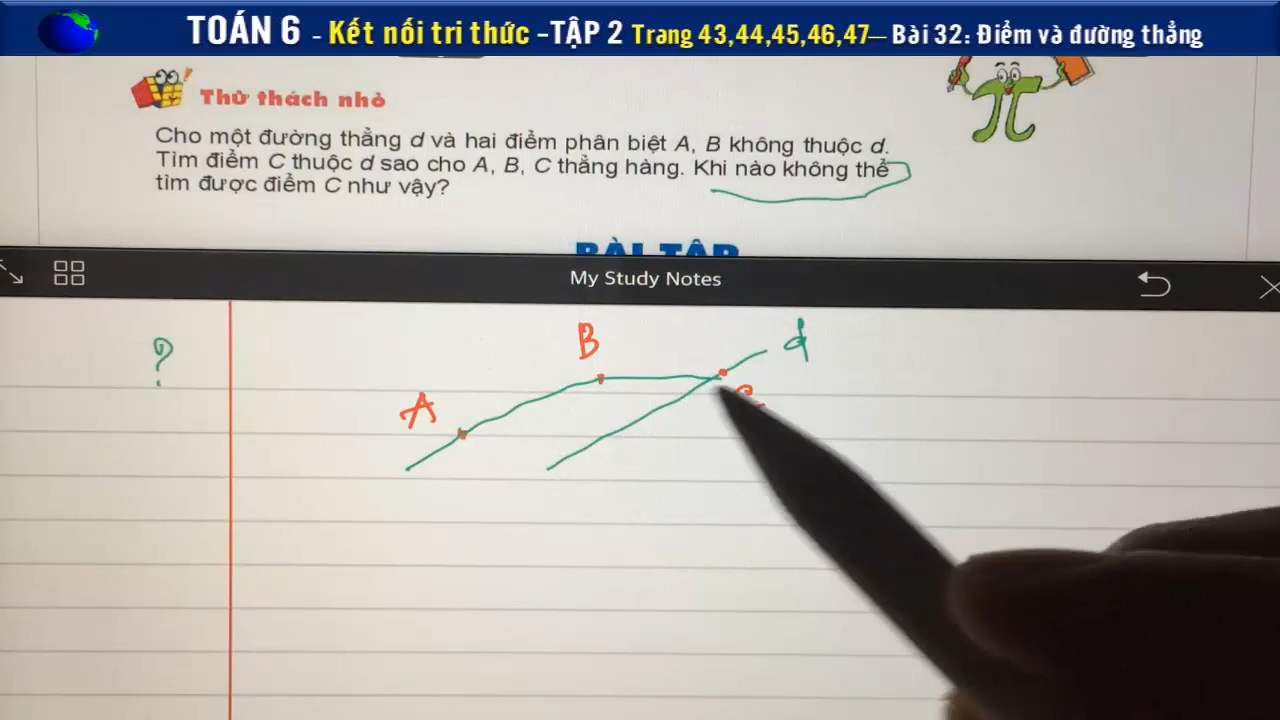 TOÁN 6 - Kết nối tri thức -TẬP 2 Trang 43,44,45,46,47– Bài 32: Điểm và đường thẳng
Thử thách nhỏ
Cho một đường thẳng d và hai điểm phân biệt A, B không thuộc d.
Tìm điểm C thuộc d sao cho A, B, C thẳng hàng. Khi nào không thể
tìm được điểm C như vậy?
BÀI TẬP
My Study Notes
?
B
d
A